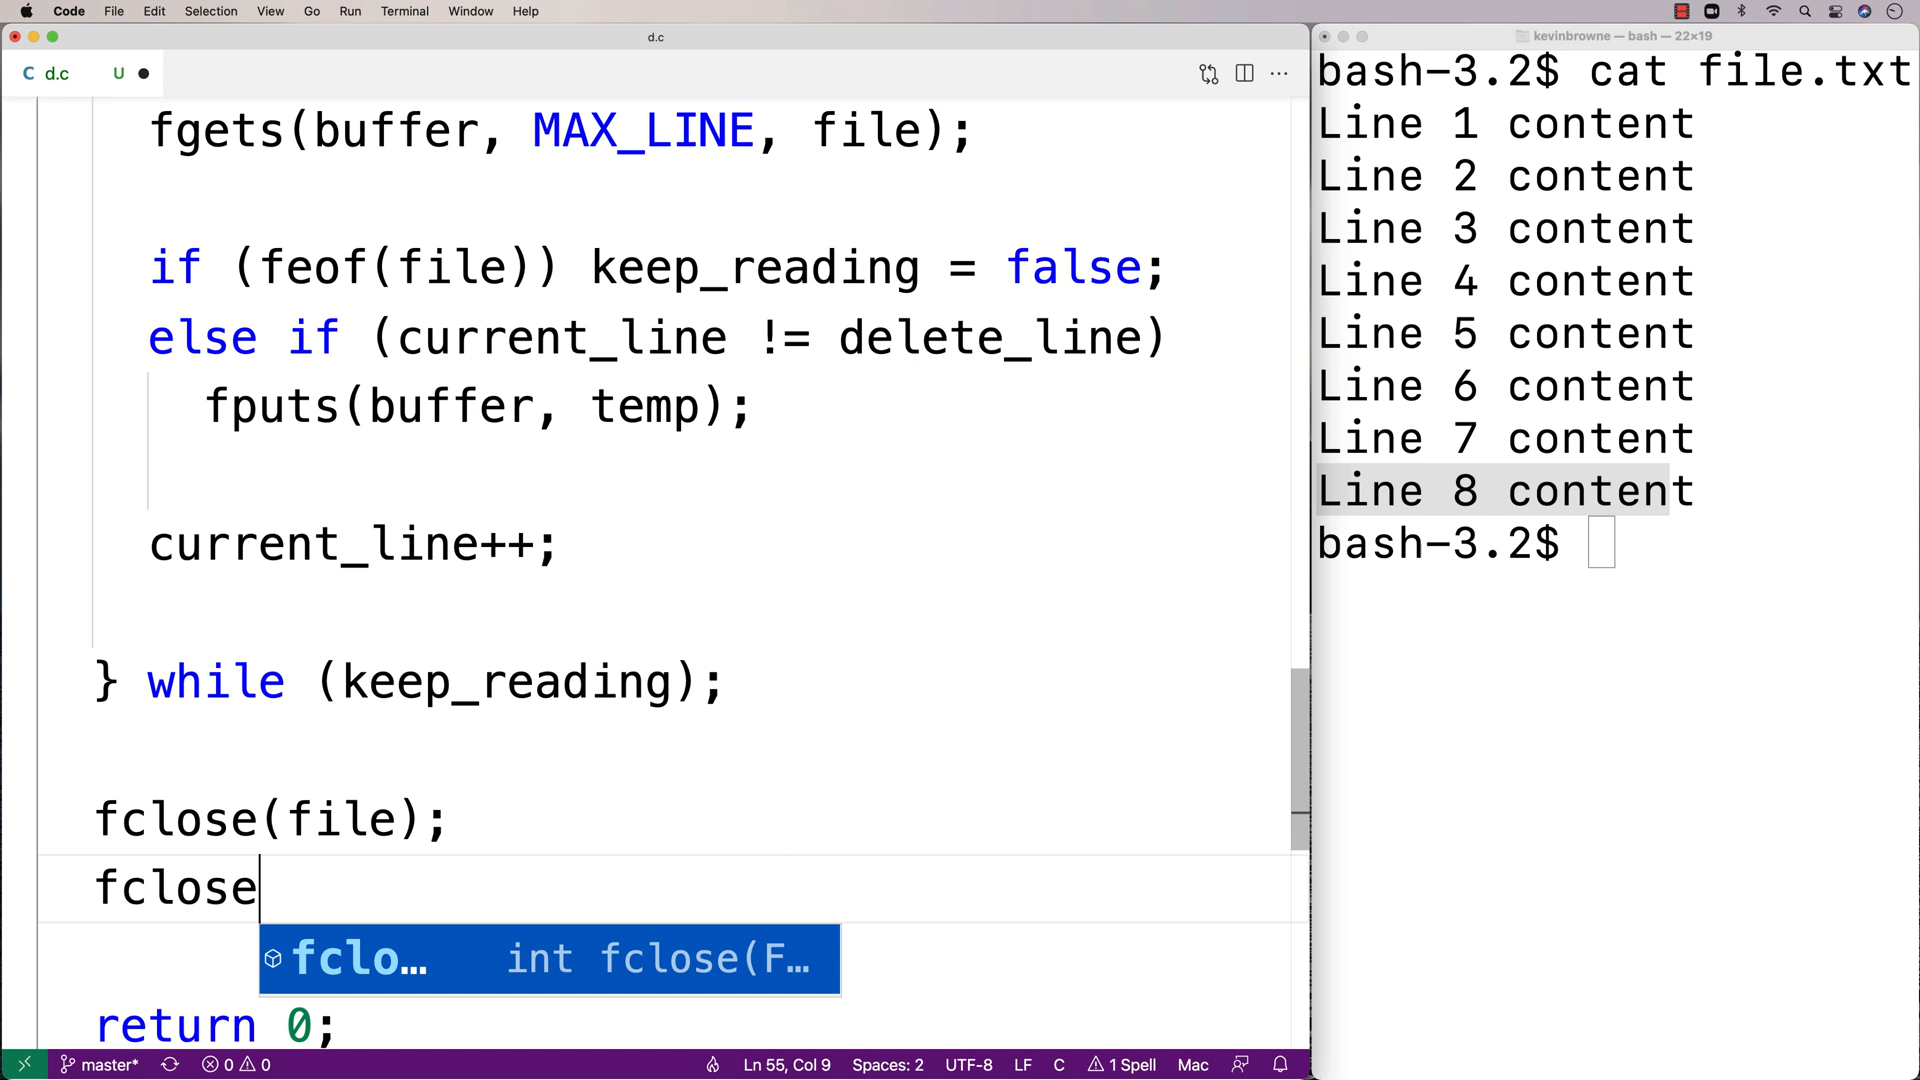 Code File Edit Selection View Go Run Terminal Window Help
d.c
kevinbrowne — bash — 22×19
C d.c U ● ...
fgets(buffer, MAX_LINE, file);
if (feof(file)) keep_reading = false;
else if (current_line != delete_line)
fputs(buffer, temp);
current_line++;
} while (keep_reading);
fclose(file);
fclose
fclo… int fclose(F…
return 0;
master* 0 0 Ln 55, Col 9 Spaces: 2 UTF-8 LF C 1 Spell Mac
bash-3.2$ cat file.txt
Line 1 content
Line 2 content
Line 3 content
Line 4 content
Line 5 content
Line 6 content
Line 7 content
Line 8 content
bash-3.2$